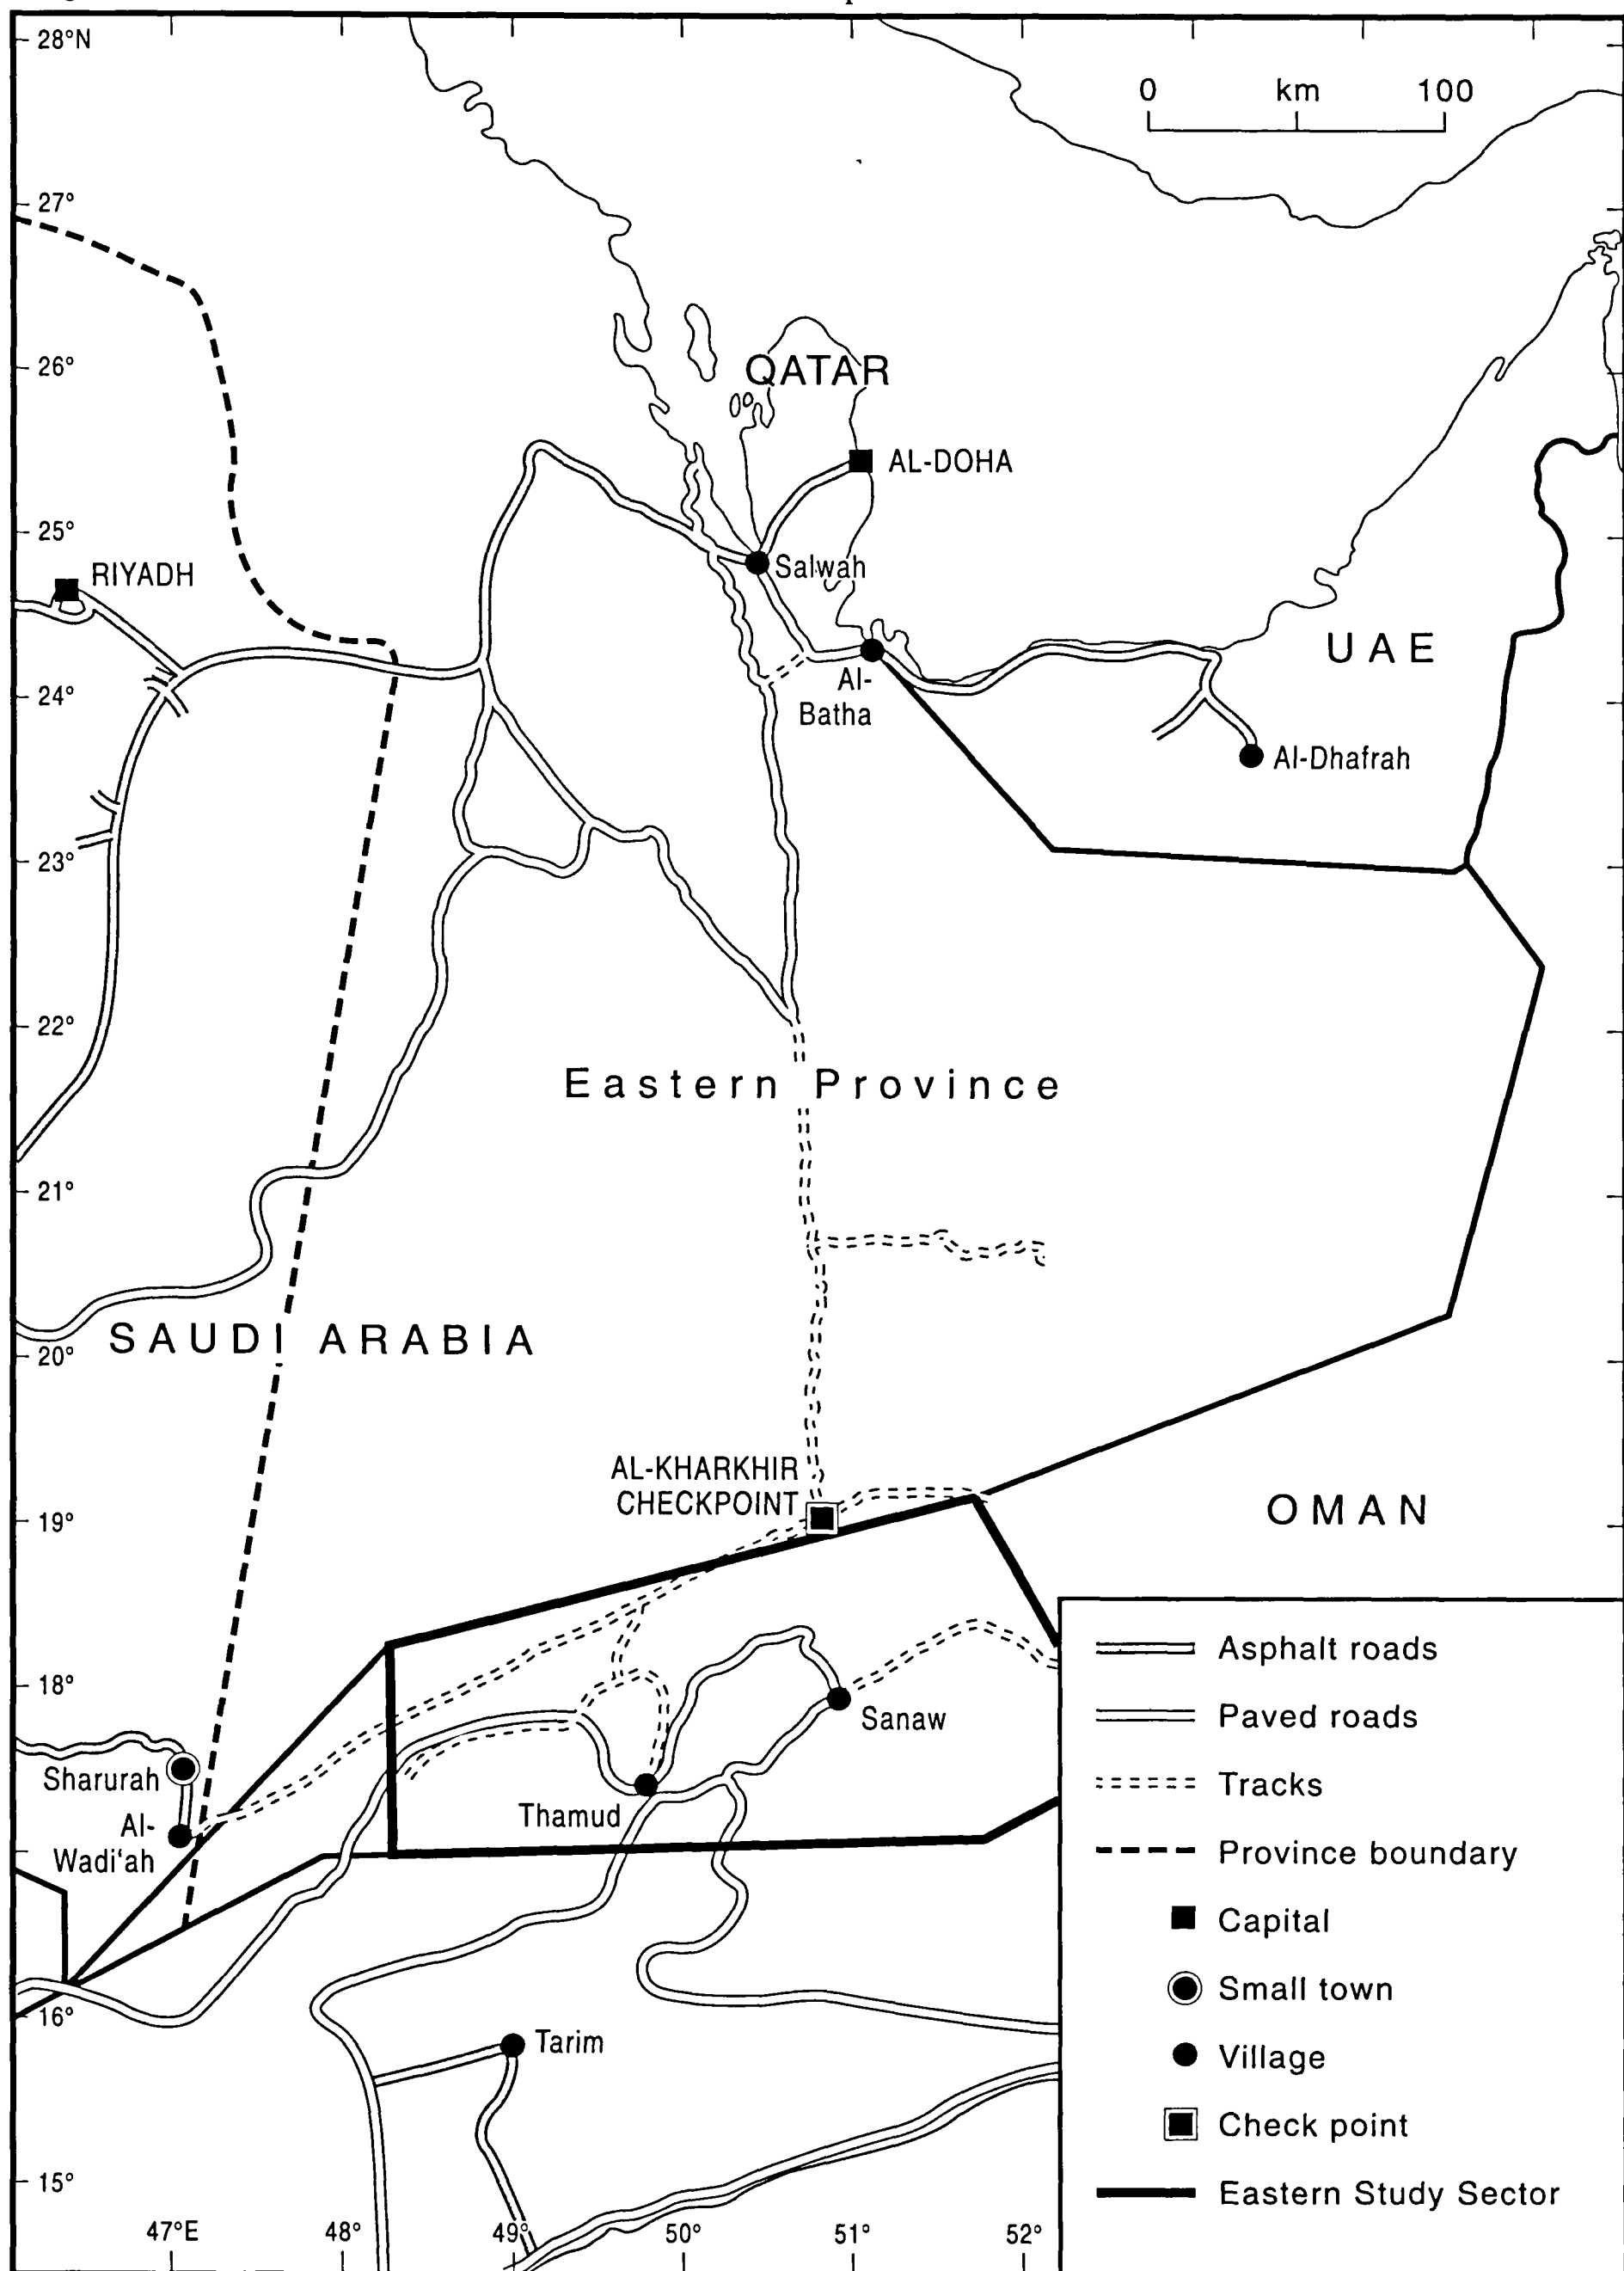 28°N
0 km 100
27°
26°
QATAR
AL-DOHA
25°
RIYADH
Salwah
UAE
24°
Al-
Batha
Al-Dhafrah
23°
22°
Eastern Province
21°
SAUDI ARABIA
20°
AL-KHARKHIR
CHECKPOINT
19°
OMAN
18°
Sanaw
Sharurah
Thamud
Al-
Wadi‘ah
16°
Tarim
15°
47°E 48° 49° 50° 51° 52°
Asphalt roads
Paved roads
Tracks
Province boundary
Capital
Small town
Village
Check point
Eastern Study Sector